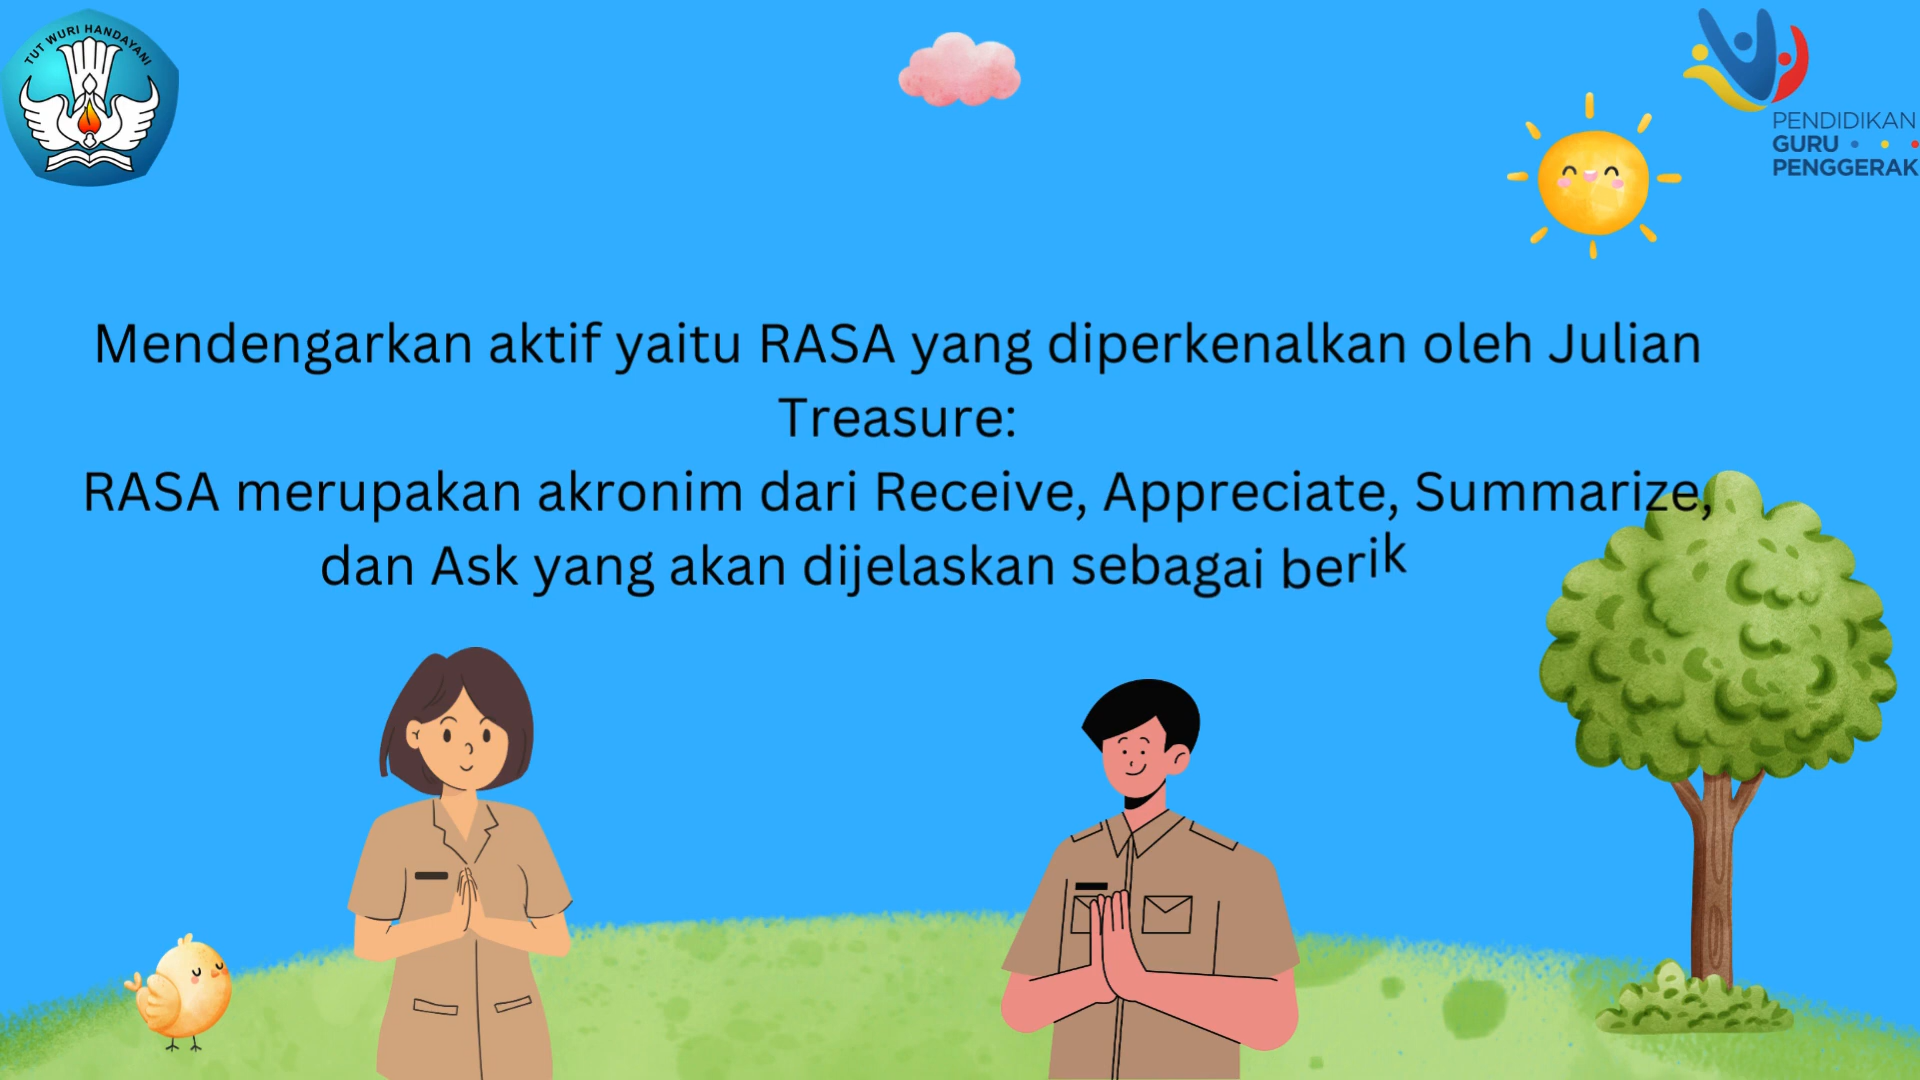 TUT WURI HANDAYANI
PENDIDIKAN
GURU
PENGGERAK
Mendengarkan aktif yaitu RASA yang diperkenalkan oleh Julian
Treasure:
RASA merupakan akronim dari Receive, Appreciate, Summarize,
dan Ask yang akan dijelaskan sebagai berik